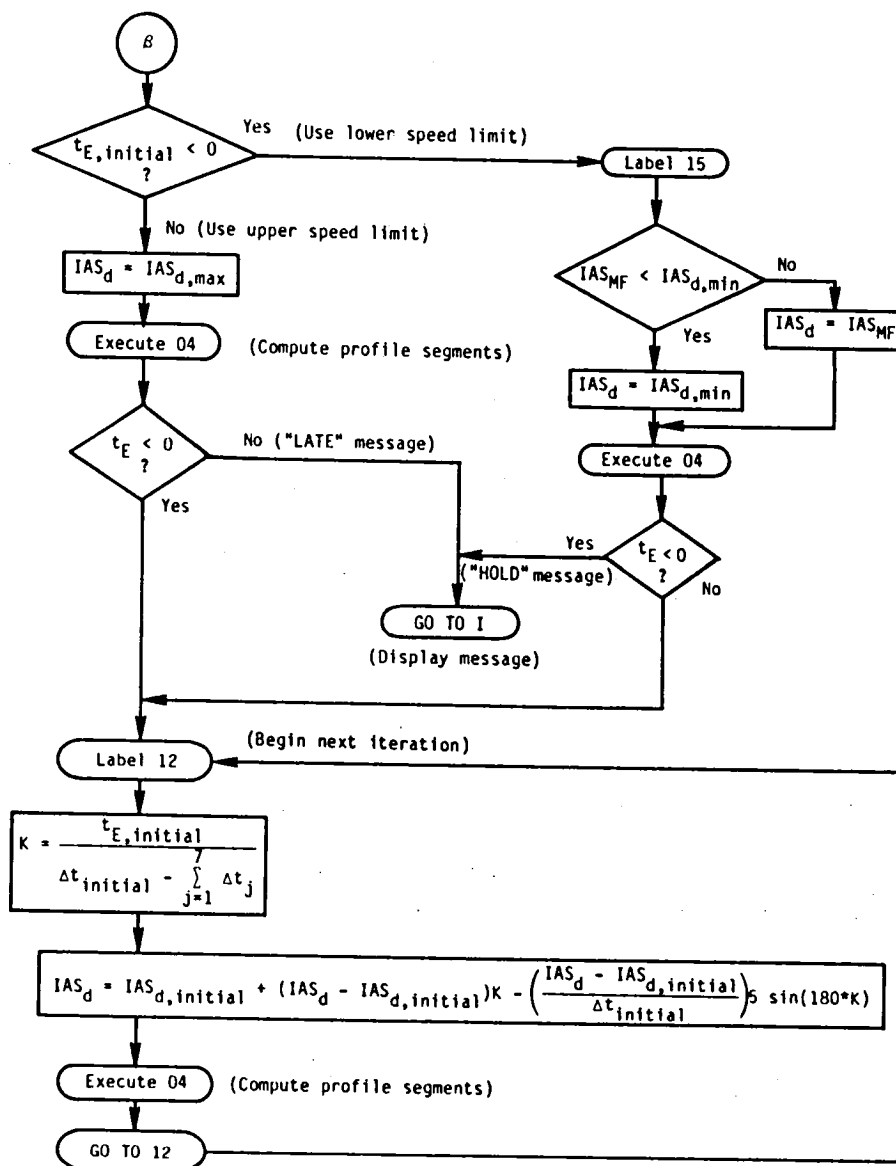 β
t_E,initial < 0
?
Yes (Use lower speed limit)
Label 15
No (Use upper speed limit)
IAS_d = IAS_d,max
IAS_MF < IAS_d,min
No
IAS_d = IAS_MF
Yes
Execute 04 (Compute profile segments)
IAS_d = IAS_d,min
t_E < 0
?
No ("LATE" message)
Yes
Execute 04
t_E < 0
?
Yes
("HOLD" message)
No
GO TO I
(Display message)
(Begin next iteration)
Label 12
K = t_E,initial / (Δt_initial - Σ_{j=1}^{7} Δt_j)
IAS_d = IAS_d,initial + (IAS_d - IAS_d,initial)K - ((IAS_d - IAS_d,initial) / Δt_initial) 5 sin(180*K)
Execute 04 (Compute profile segments)
GO TO 12